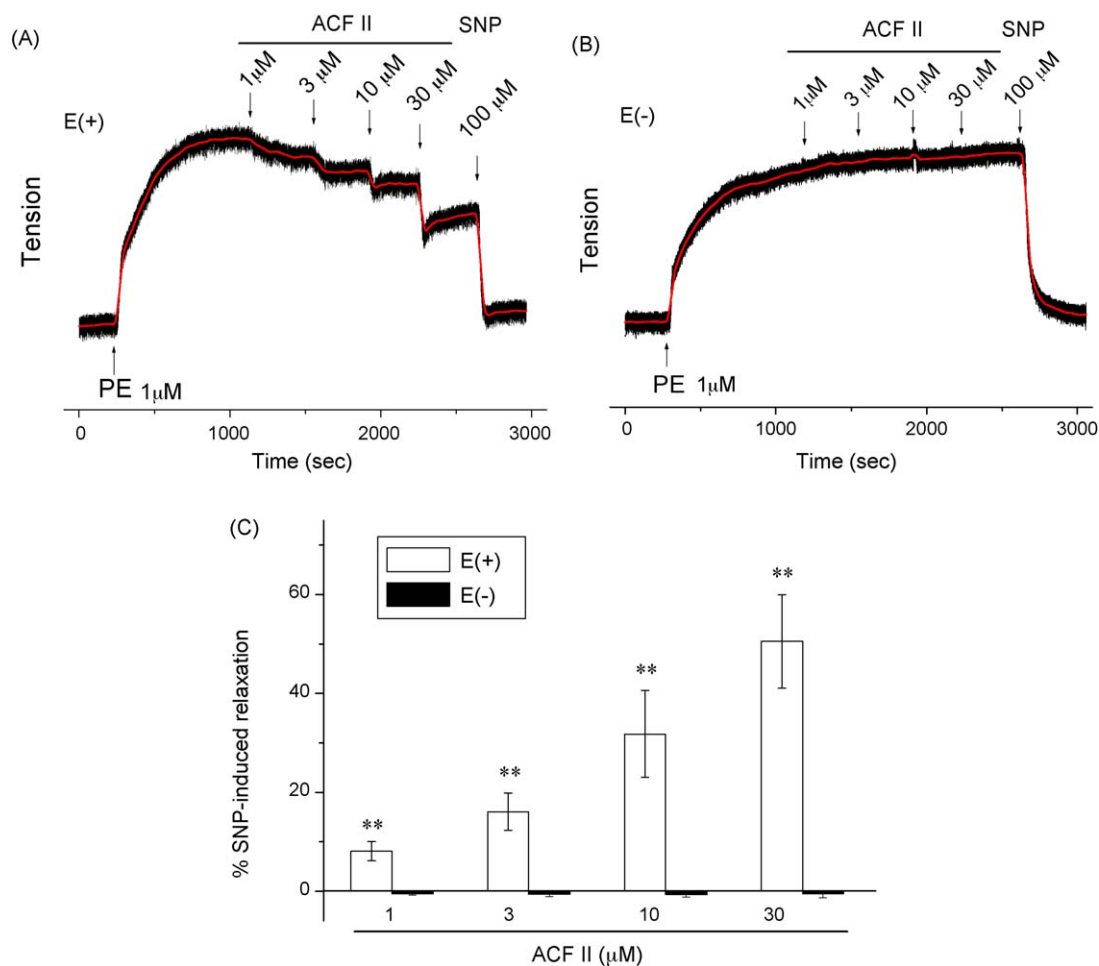 (A)
ACF II
SNP
1μM
3 μM
10 μM
30 μM
100 μM
E(+)
Tension
PE 1μM
0 1000 2000 3000
Time (sec)
(B)
ACF II
SNP
1μM
3 μM
10 μM
30 μM
100 μM
E(-)
Tension
PE 1μM
0 1000 2000 3000
Time (sec)
(C)
E(+)
E(-)
% SNP-induced relaxation
60
40
20
0
**
**
**
**
1 3 10 30
ACF II (μM)